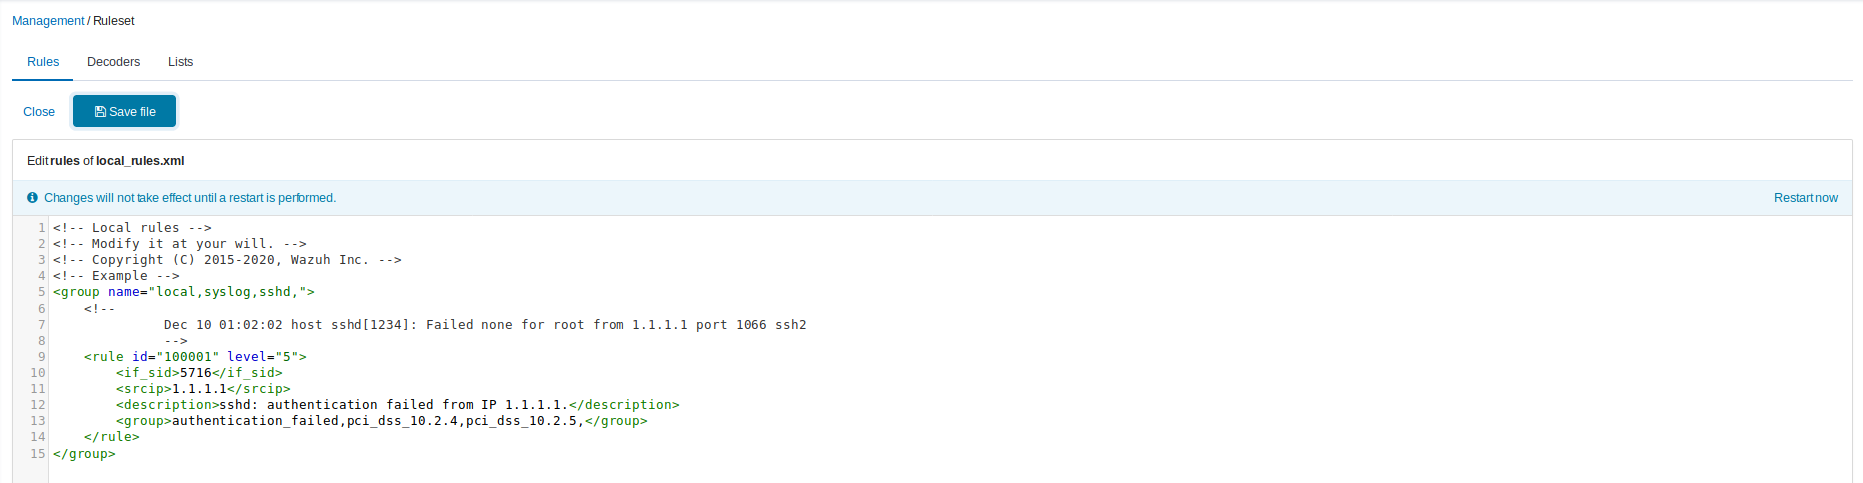 Management / Ruleset
Rules Decoders Lists
Close Save file
Edit rules of local_rules.xml
Changes will not take effect until a restart is performed. Restart now
1 <!-- Local rules -->
2 <!-- Modify it at your will. -->
3 <!-- Copyright (C) 2015-2020, Wazuh Inc. -->
4 <!-- Example -->
5 <group name="local,syslog,sshd,">
6     <!--
7               Dec 10 01:02:02 host sshd[1234]: Failed none for root from 1.1.1.1 port 1066 ssh2
8               -->
9     <rule id="100001" level="5">
10         <if_sid>5716</if_sid>
11         <srcip>1.1.1.1</srcip>
12         <description>sshd: authentication failed from IP 1.1.1.1.</description>
13         <group>authentication_failed,pci_dss_10.2.4,pci_dss_10.2.5,</group>
14     </rule>
15 </group>